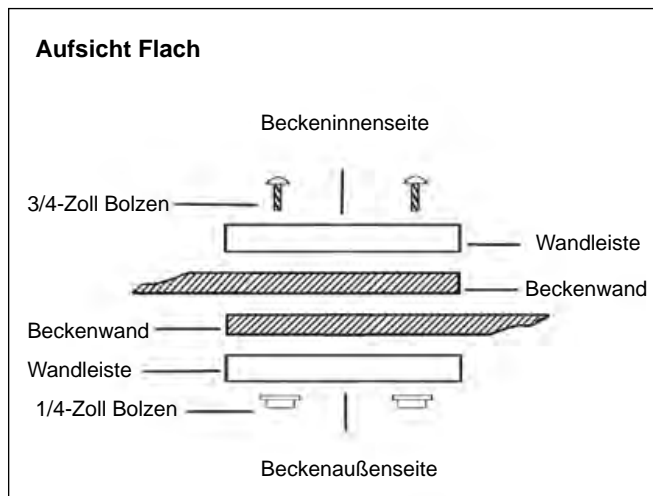 Aufsicht Flach
Beckeninnenseite
3/4-Zoll Bolzen
Wandleiste
Beckenwand
Beckenwand
Wandleiste
1/4-Zoll Bolzen
Beckenaußenseite